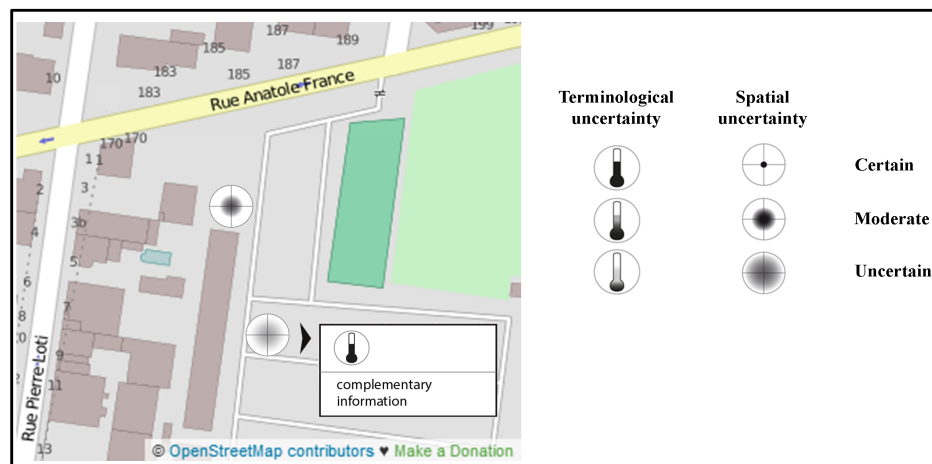 187
199
185
189
10
183
185
187
183
Rue Anatole France
170
170
1
1
2
3
3b
4
5
6
7
8
9
11
13
Rue Pierre-Loti
complementary
information
© OpenStreetMap contributors ♥ Make a Donation
Terminological
uncertainty
Spatial
uncertainty
Certain
Moderate
Uncertain